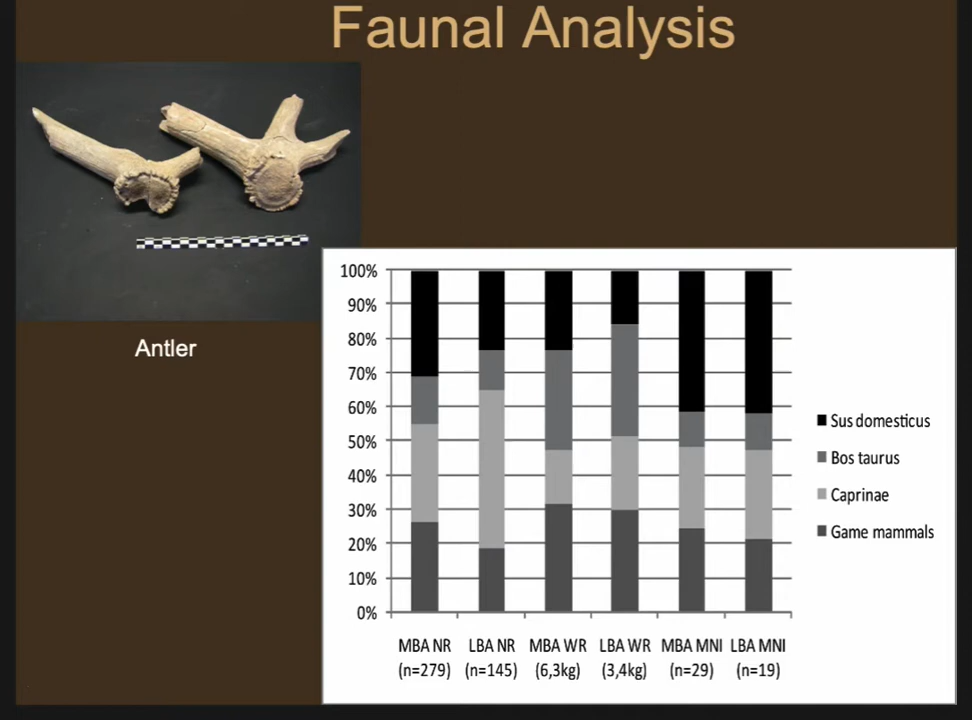 Faunal Analysis
Antler
100%
90%
80%
70%
60%
50%
40%
30%
20%
10%
0%
MBA NR LBA NR MBA WR LBA WR MBA MNI LBA MNI
(n=279) (n=145) (6,3kg) (3,4kg) (n=29) (n=19)
Sus domesticus
Bos taurus
Caprinae
Game mammals